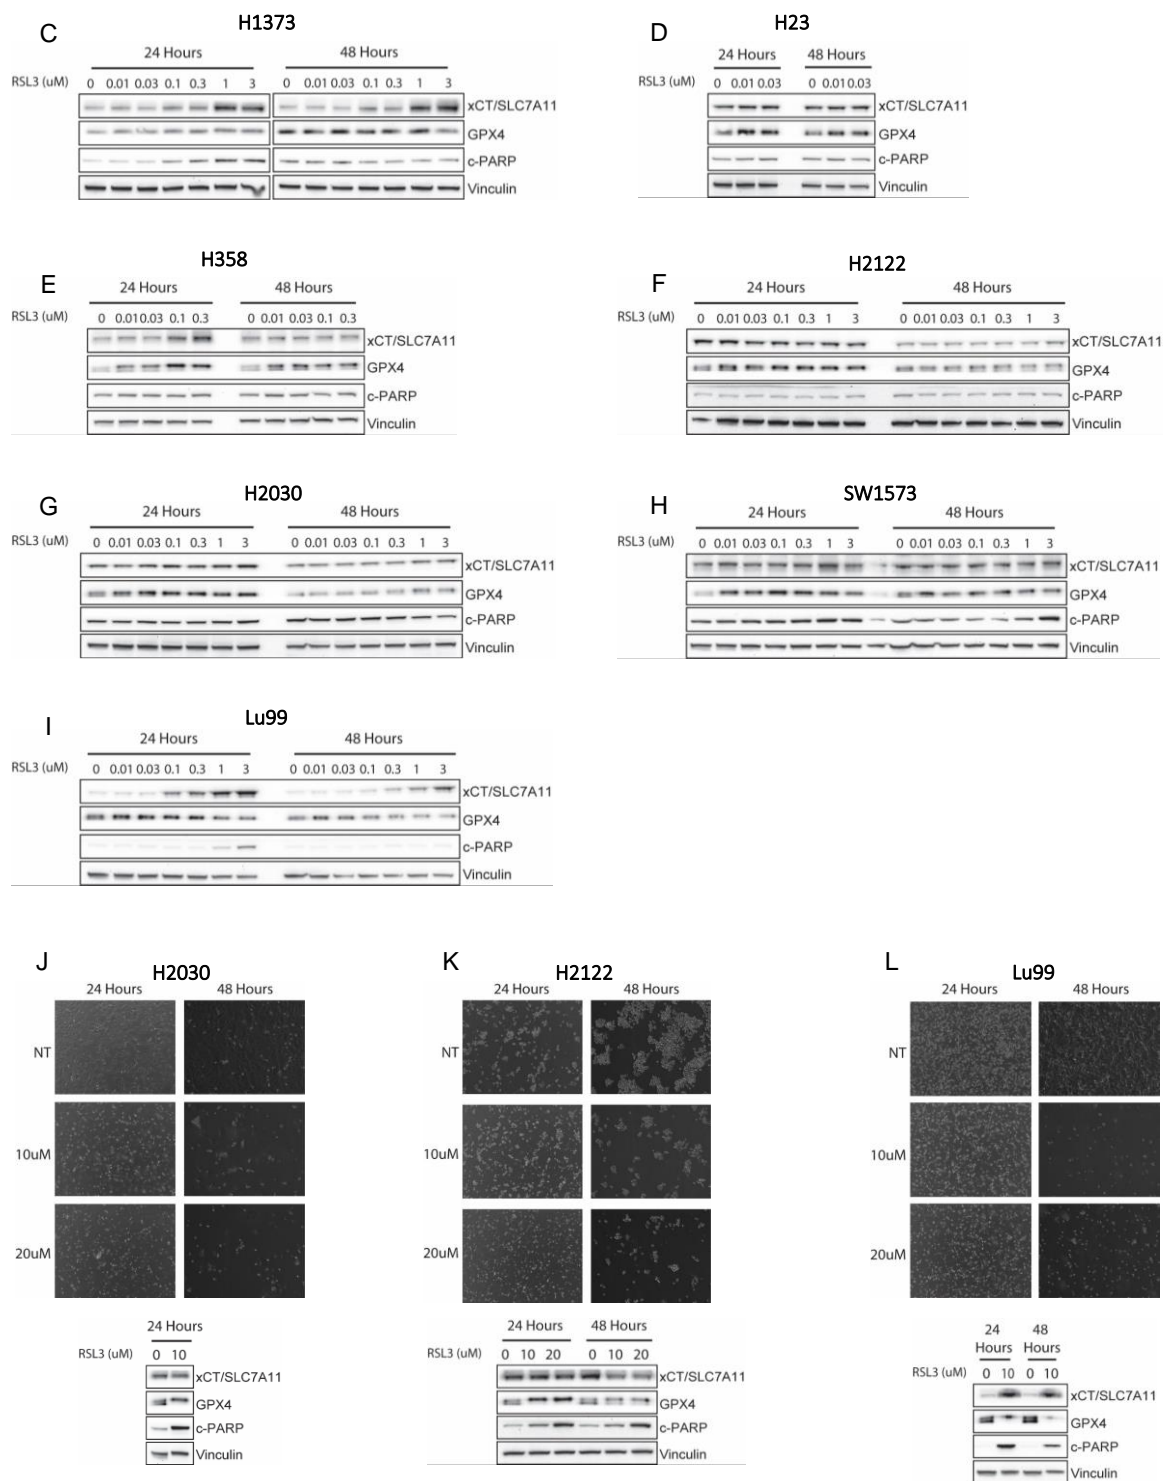 C H1373
24 Hours 48 Hours
RSL3 (uM) 0 0.01 0.03 0.1 0.3 1 3 0 0.01 0.03 0.1 0.3 1 3
xCT/SLC7A11
GPX4
c-PARP
Vinculin
D H23
24 Hours 48 Hours
RSL3 (uM) 0 0.01 0.03 0 0.01 0.03
xCT/SLC7A11
GPX4
c-PARP
Vinculin
E H358
24 Hours 48 Hours
RSL3 (uM) 0 0.01 0.03 0.1 0.3 0 0.01 0.03 0.1 0.3
xCT/SLC7A11
GPX4
c-PARP
Vinculin
F H2122
24 Hours 48 Hours
RSL3 (uM) 0 0.01 0.03 0.1 0.3 1 3 0 0.01 0.03 0.1 0.3 1 3
xCT/SLC7A11
GPX4
c-PARP
Vinculin
G H2030
24 Hours 48 Hours
RSL3 (uM) 0 0.01 0.03 0.1 0.3 1 3 0 0.01 0.03 0.1 0.3 1 3
xCT/SLC7A11
GPX4
c-PARP
Vinculin
H SW1573
24 Hours 48 Hours
RSL3 (uM) 0 0.01 0.03 0.1 0.3 1 3 0 0.01 0.03 0.1 0.3 1 3
xCT/SLC7A11
GPX4
c-PARP
Vinculin
I Lu99
24 Hours 48 Hours
RSL3 (uM) 0 0.01 0.03 0.1 0.3 1 3 0 0.01 0.03 0.1 0.3 1 3
xCT/SLC7A11
GPX4
c-PARP
Vinculin
J H2030
24 Hours 48 Hours
NT
10uM
20uM
24 Hours
RSL3 (uM) 0 10
xCT/SLC7A11
GPX4
c-PARP
Vinculin
K H2122
24 Hours 48 Hours
NT
10uM
20uM
24 Hours 48 Hours
RSL3 (uM) 0 10 20 0 10 20
xCT/SLC7A11
GPX4
c-PARP
Vinculin
L Lu99
24 Hours 48 Hours
NT
10uM
20uM
24 48
Hours Hours
RSL3 (uM) 0 10 0 10
xCT/SLC7A11
GPX4
c-PARP
Vinculin